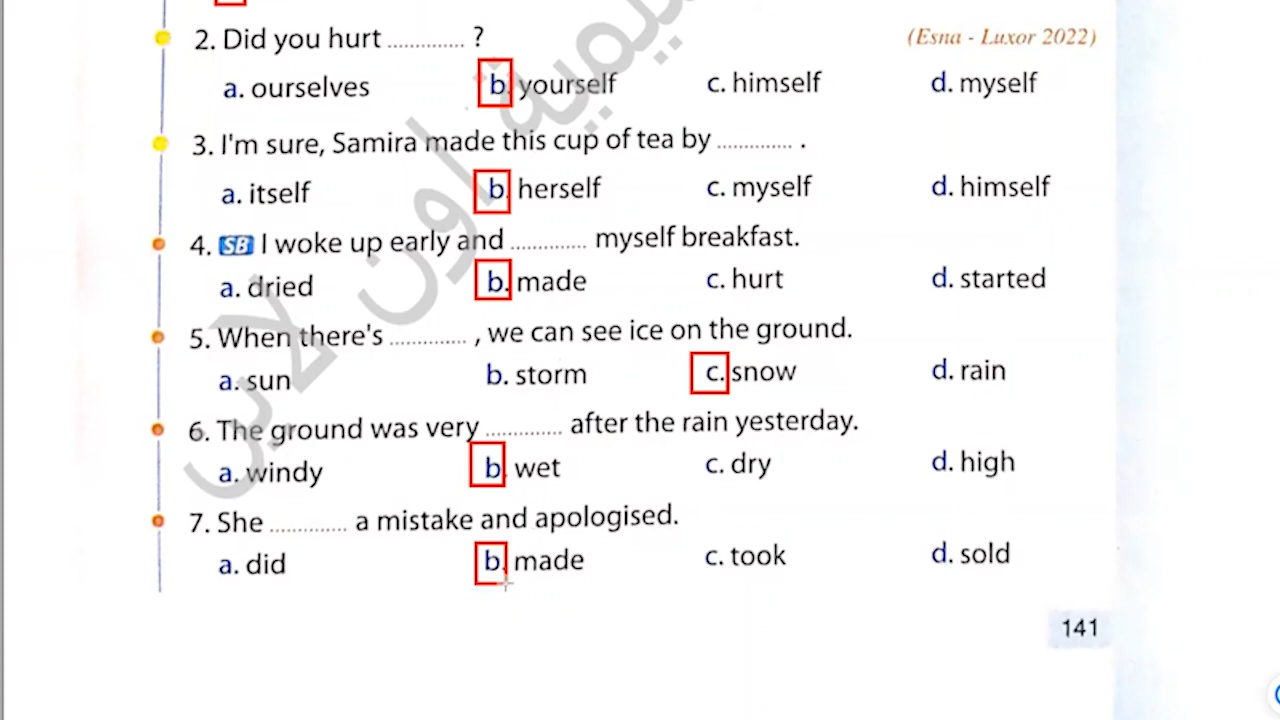 2. Did you hurt ............. ? (Esna - Luxor 2022)
a. ourselves b. yourself c. himself d. myself
3. I'm sure, Samira made this cup of tea by ............. .
a. itself b. herself c. myself d. himself
4. SB I woke up early and ............. myself breakfast.
a. dried b. made c. hurt d. started
5. When there's ............. , we can see ice on the ground.
a. sun b. storm c. snow d. rain
6. The ground was very ............. after the rain yesterday.
a. windy b. wet c. dry d. high
7. She ............. a mistake and apologised.
a. did b. made c. took d. sold
141
اون لاين